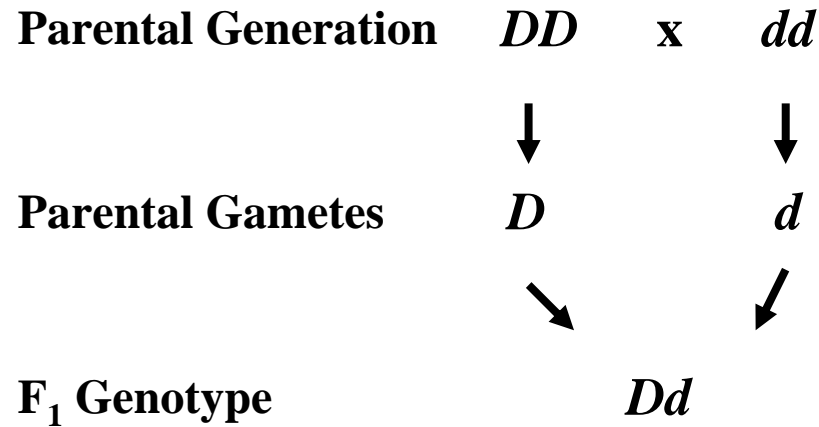 Parental Generation DD x dd
Parental Gametes D d
F₁ Genotype Dd